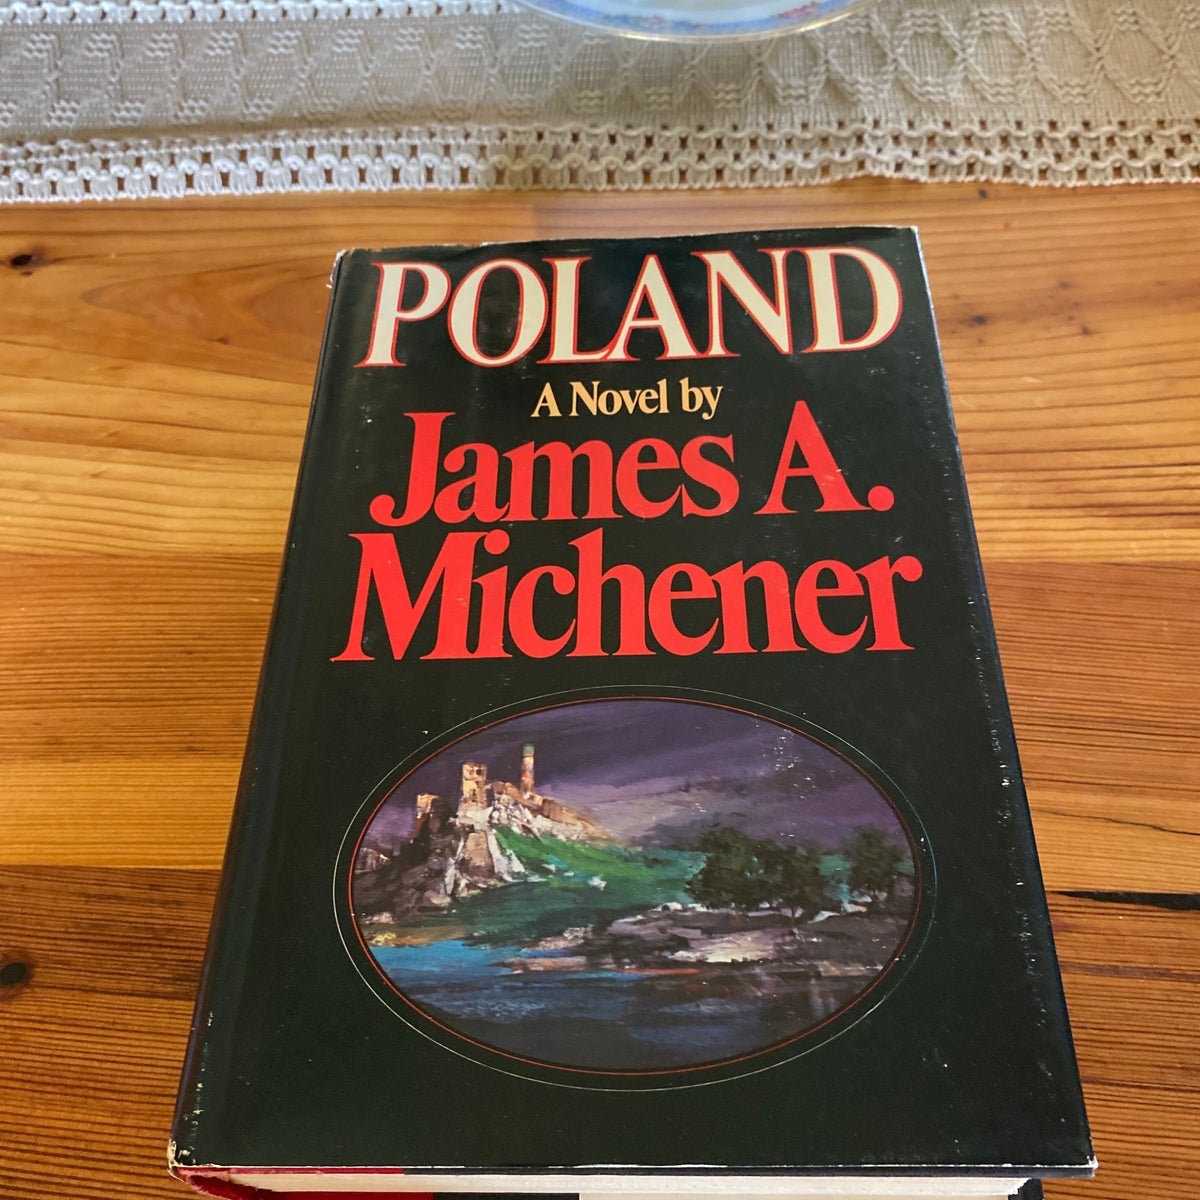 POLAND
A Novel by
James A.
Michener